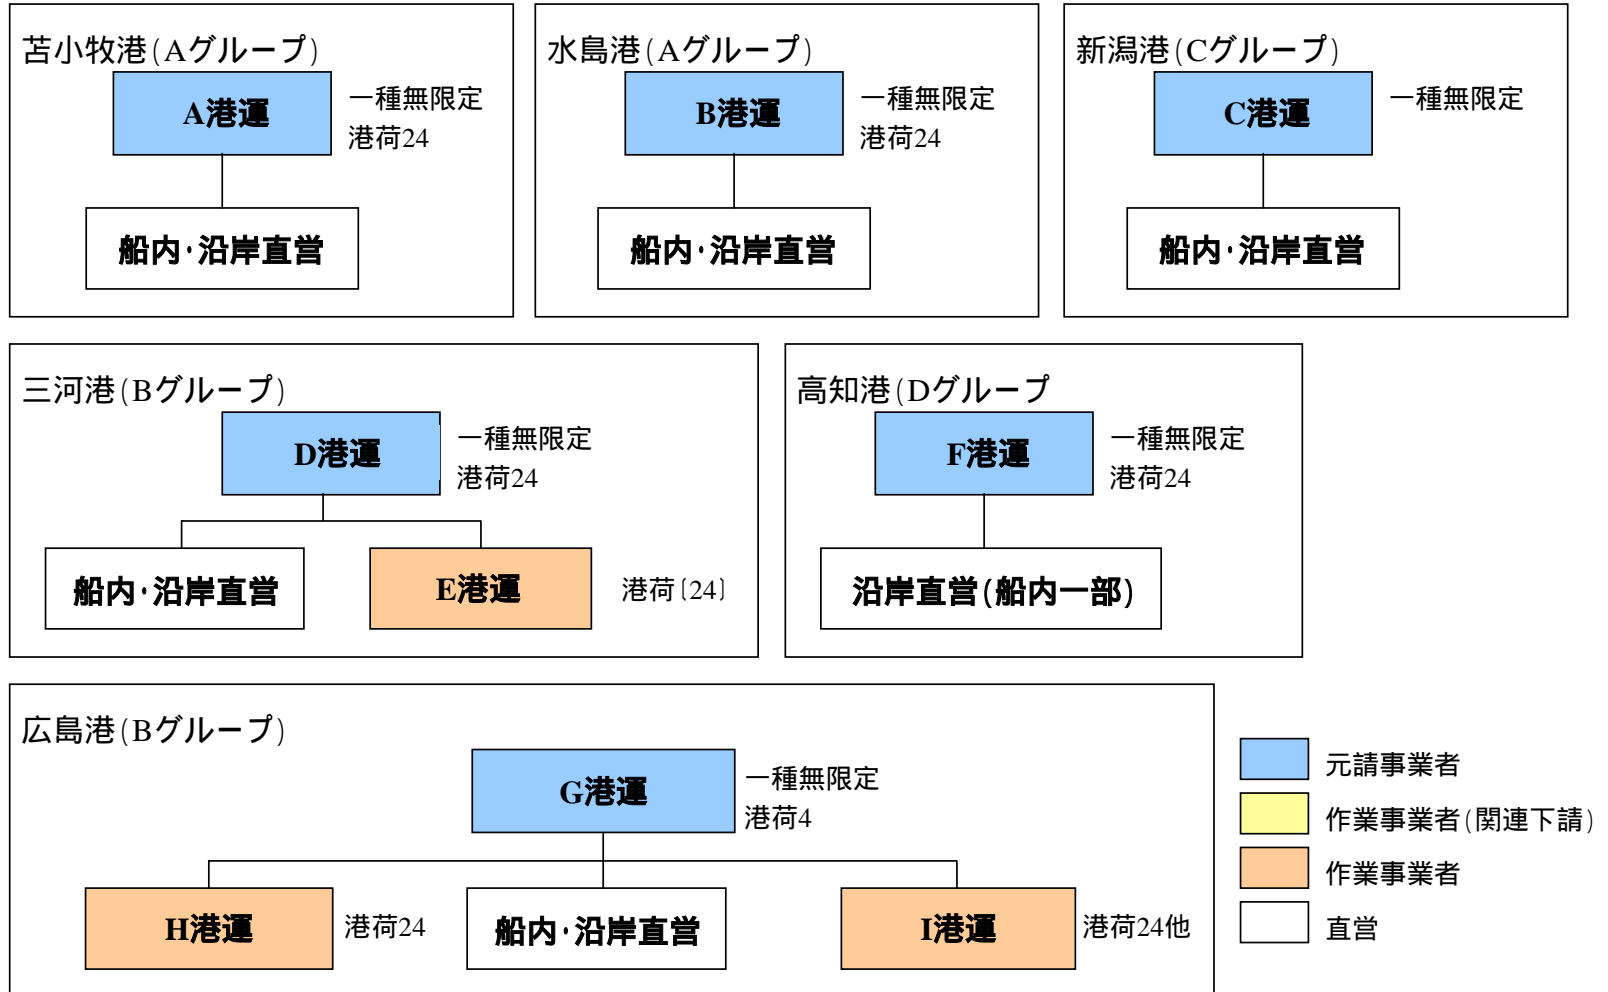 苫小牧港(Aグループ)
A港運
一種無限定
港荷24
船内・沿岸直営
水島港(Aグループ)
B港運
一種無限定
港荷24
船内・沿岸直営
新潟港(Cグループ)
C港運
一種無限定
船内・沿岸直営
三河港(Bグループ)
D港運
一種無限定
港荷24
船内・沿岸直営
E港運
港荷[24]
高知港(Dグループ
F港運
一種無限定
港荷24
沿岸直営(船内一部)
広島港(Bグループ)
G港運
一種無限定
港荷4
H港運
港荷24
船内・沿岸直営
I港運
港荷24他
元請事業者
作業事業者(関連下請)
作業事業者
直営